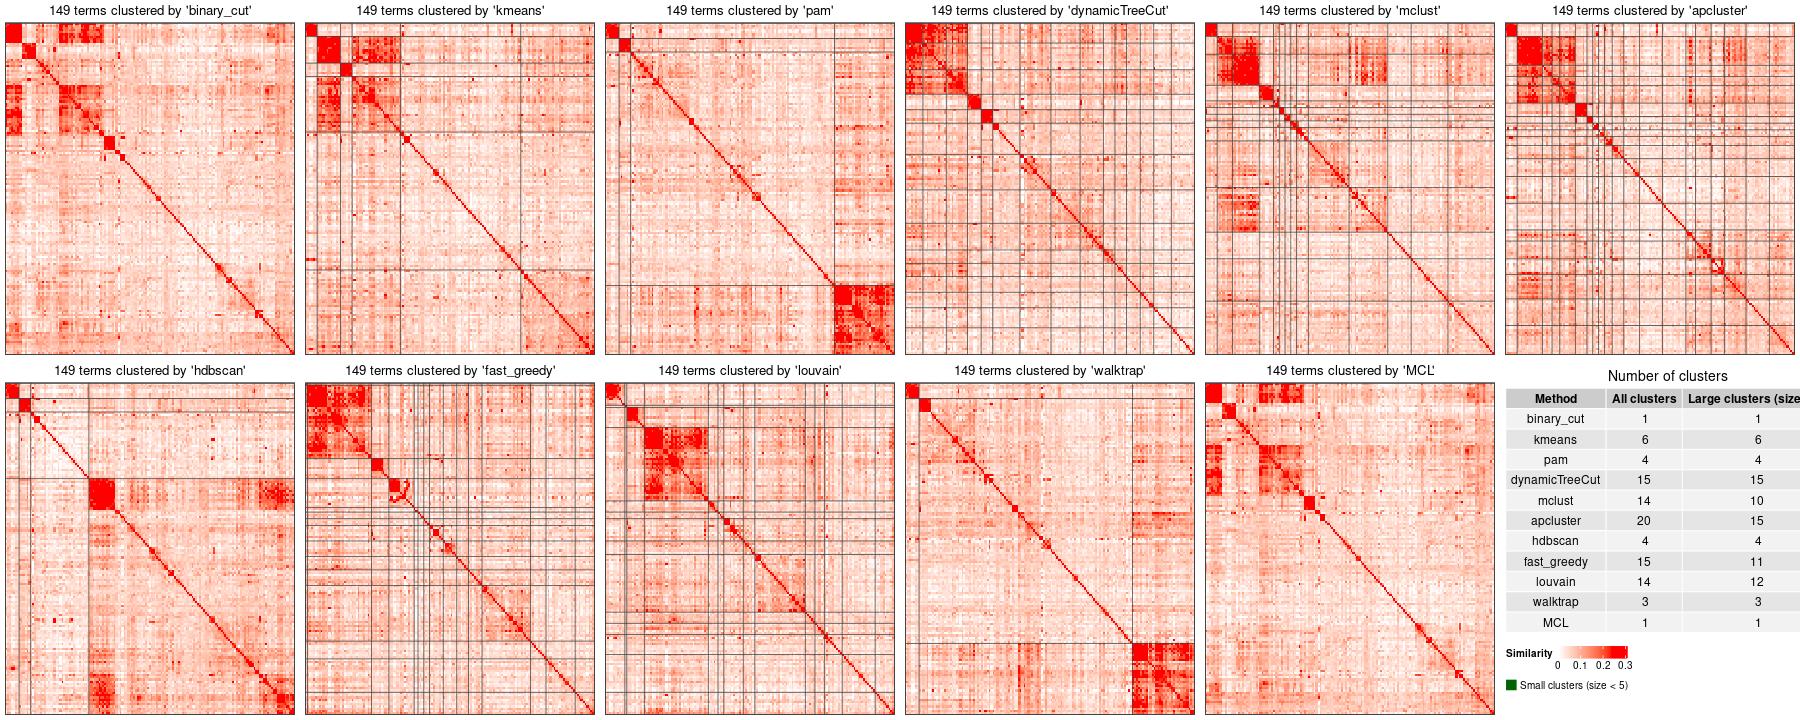 149 terms clustered by 'binary_cut'
149 terms clustered by 'kmeans'
149 terms clustered by 'pam'
149 terms clustered by 'dynamicTreeCut'
149 terms clustered by 'mclust'
149 terms clustered by 'apcluster'
149 terms clustered by 'hdbscan'
149 terms clustered by 'fast_greedy'
149 terms clustered by 'louvain'
149 terms clustered by 'walktrap'
149 terms clustered by 'MCL'
Number of clusters
Method All clusters Large clusters (size
binary_cut 1 1
kmeans 6 6
pam 4 4
dynamicTreeCut 15 15
mclust 14 10
apcluster 20 15
hdbscan 4 4
fast_greedy 15 11
louvain 14 12
walktrap 3 3
MCL 1 1
Similarity
0 0.1 0.2 0.3
Small clusters (size < 5)